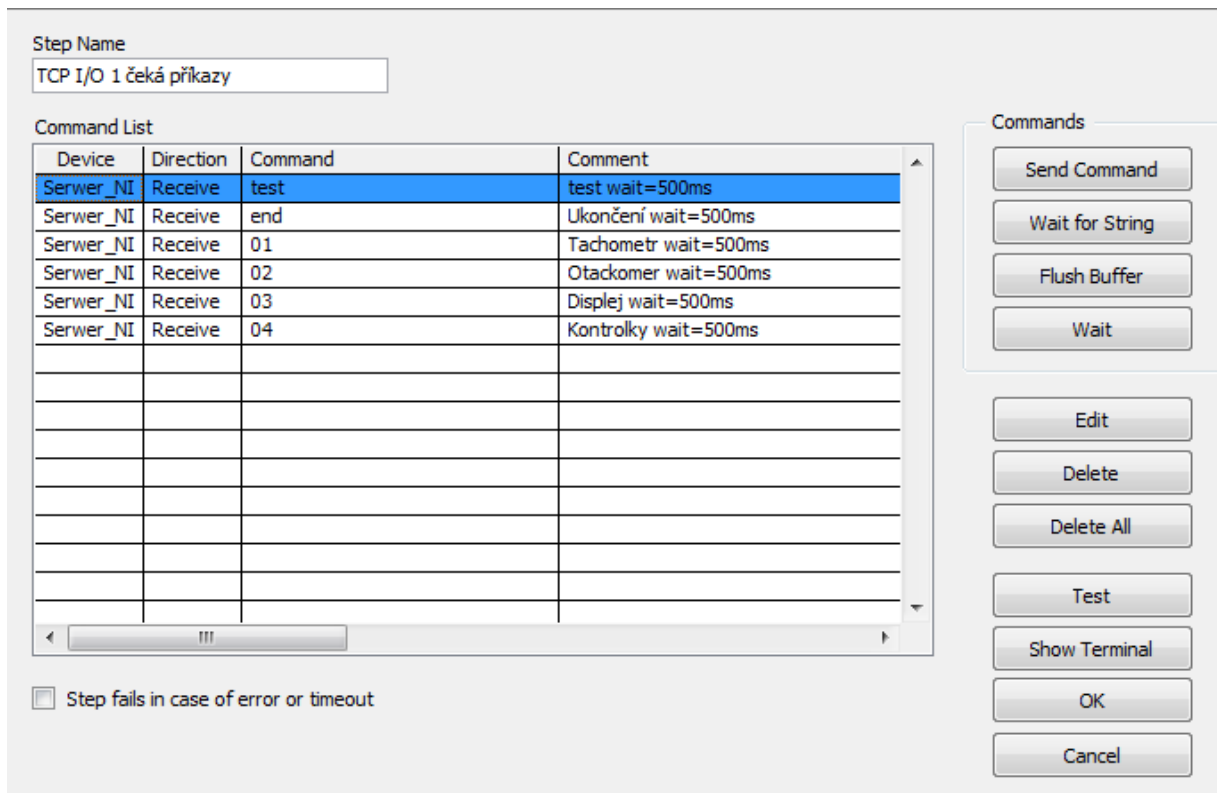 Step Name
TCP I/O 1 čeká příkazy
Command List
Device Direction Command Comment
Serwer_NI Receive test test wait=500ms
Serwer_NI Receive end Ukončení wait=500ms
Serwer_NI Receive 01 Tachometr wait=500ms
Serwer_NI Receive 02 Otackomer wait=500ms
Serwer_NI Receive 03 Displej wait=500ms
Serwer_NI Receive 04 Kontrolky wait=500ms
Step fails in case of error or timeout
Commands
Send Command
Wait for String
Flush Buffer
Wait
Edit
Delete
Delete All
Test
Show Terminal
OK
Cancel